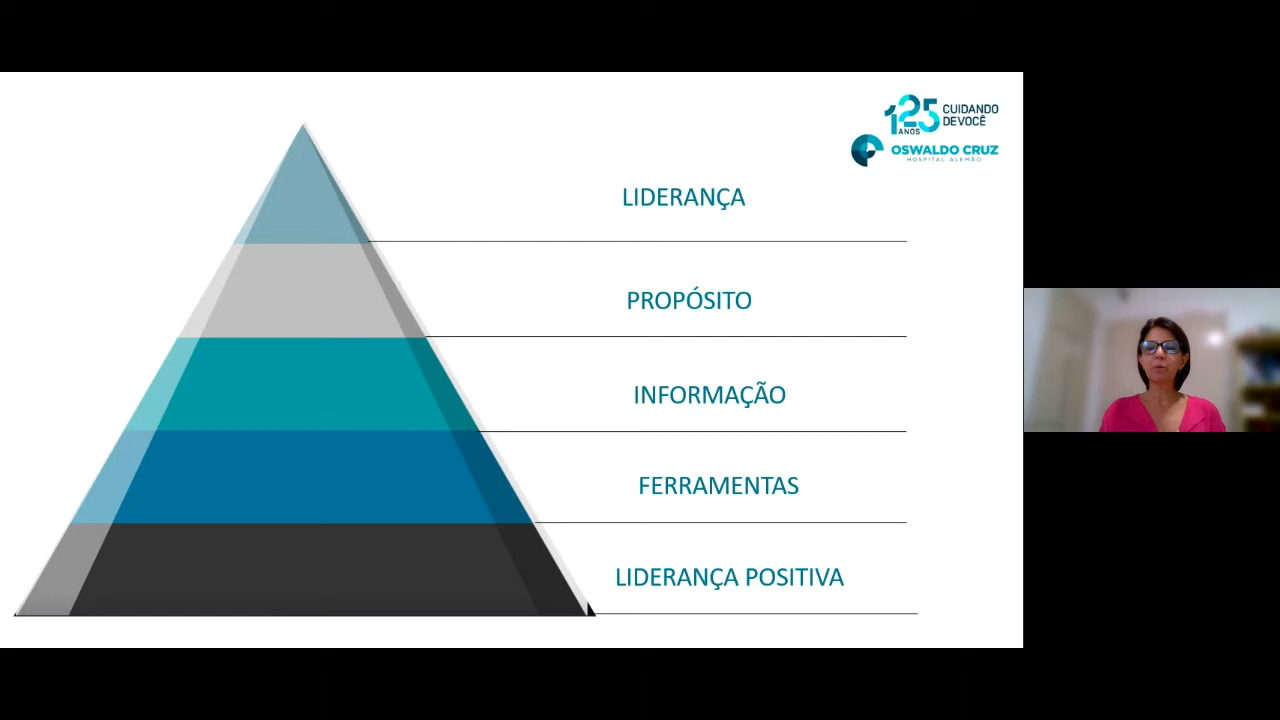 125 CUIDANDO
ANOS DE VOCÊ
OSWALDO CRUZ
HOSPITAL ALEMÃO
LIDERANÇA
PROPÓSITO
INFORMAÇÃO
FERRAMENTAS
LIDERANÇA POSITIVA